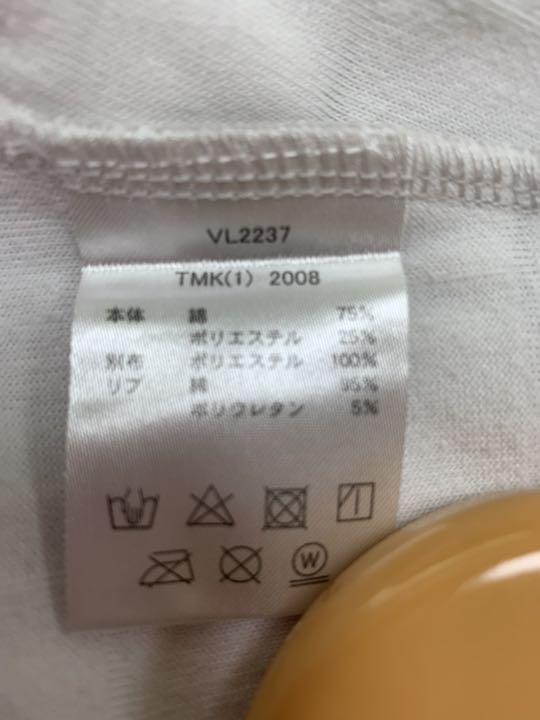 VL2237
TMK(1) 2008
本体 綿 75%
ポリエステル 25%
別布 ポリエステル 100%
リブ 綿 95%
ポリウレタン 5%
W